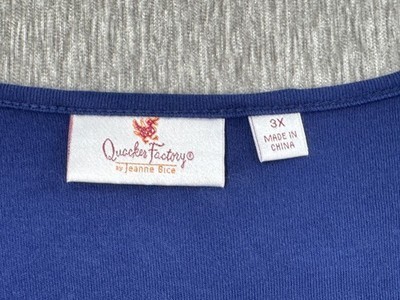 Quacker Factory®
by Jeanne Bice
3X
MADE IN
CHINA